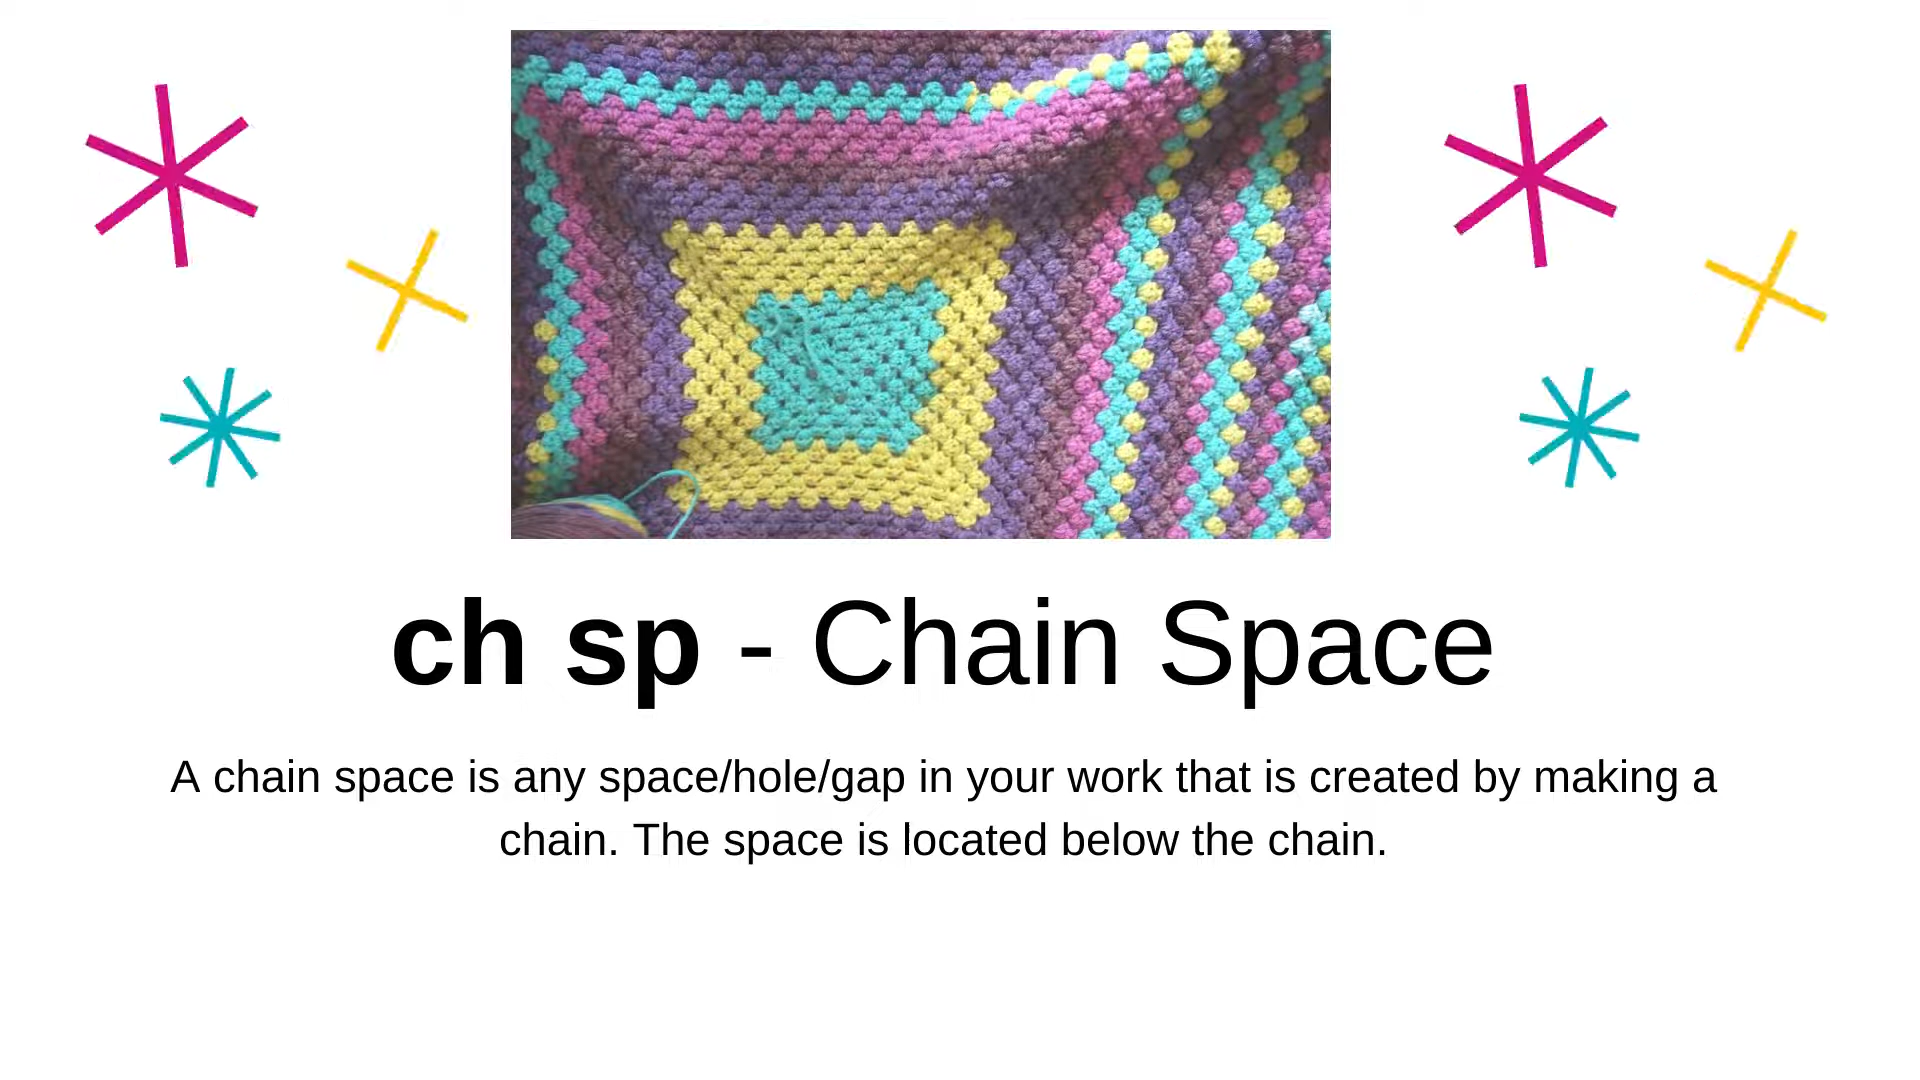 ch sp - Chain Space
A chain space is any space/hole/gap in your work that is created by making a
chain. The space is located below the chain.